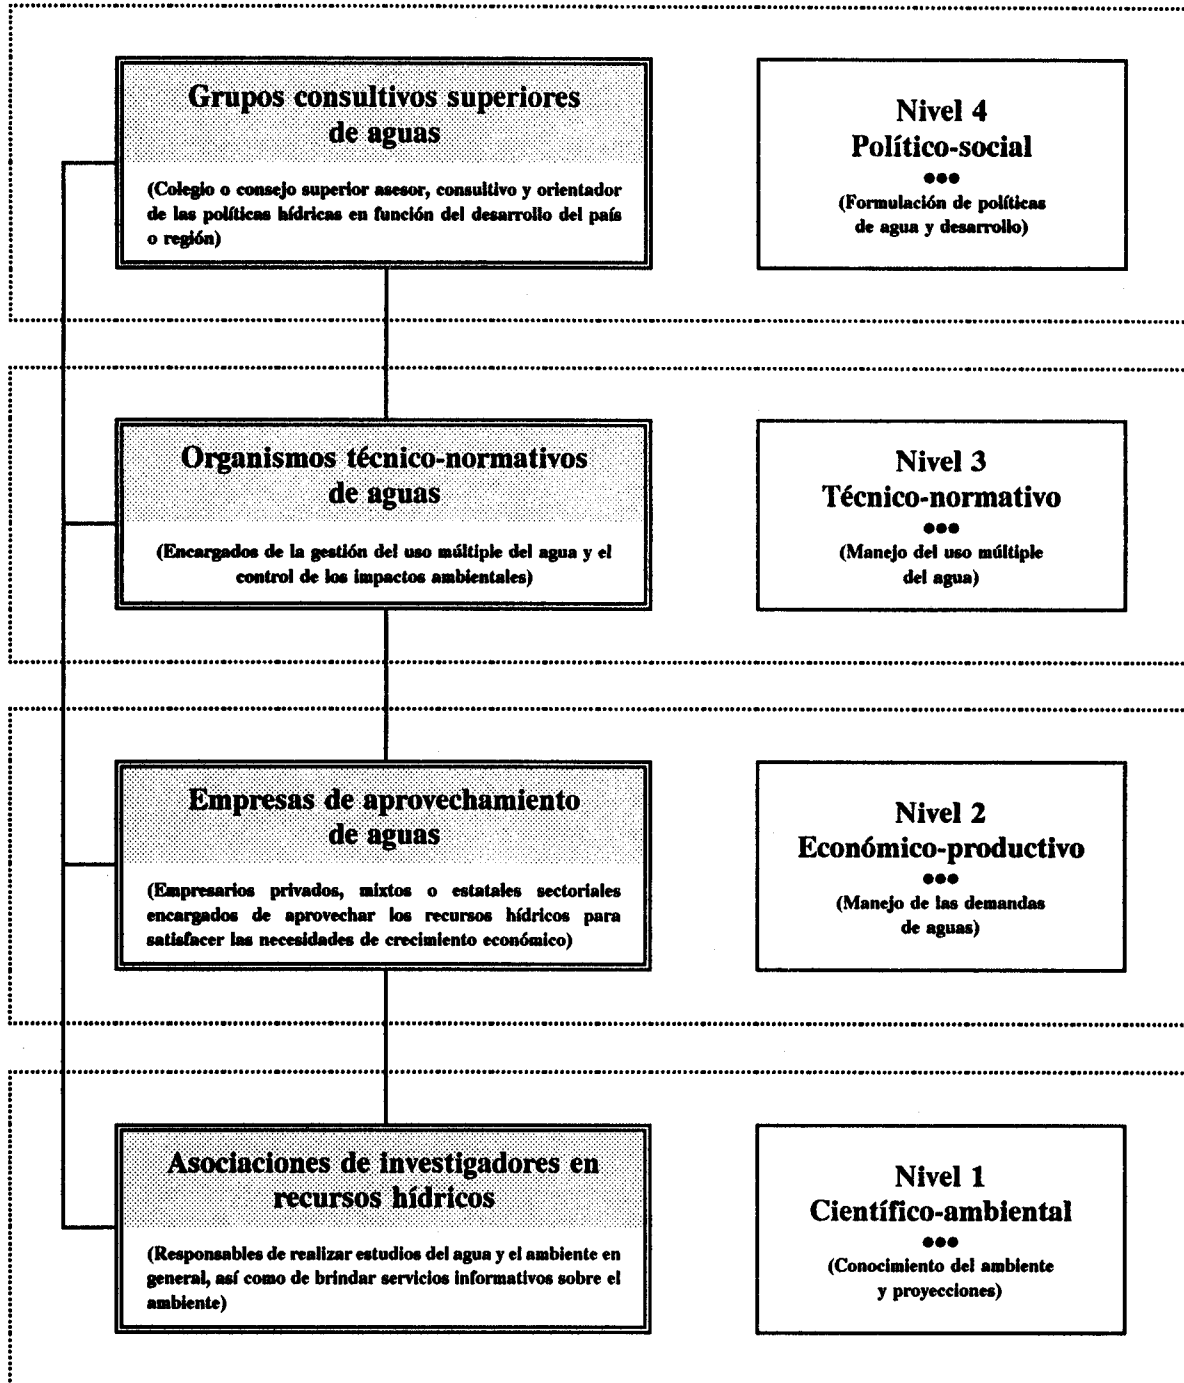 Grupos consultivos superiores
de aguas
(Colegio o consejo superior asesor, consultivo y orientador
de las políticas hídricas en función del desarrollo del país
o región)
Nivel 4
Político-social
●●●
(Formulación de políticas
de agua y desarrollo)
Organismos técnico-normativos
de aguas
(Encargados de la gestión del uso múltiple del agua y el
control de los impactos ambientales)
Nivel 3
Técnico-normativo
●●●
(Manejo del uso múltiple
del agua)
Empresas de aprovechamiento
de aguas
(Empresarios privados, mixtos o estatales sectoriales
encargados de aprovechar los recursos hídricos para
satisfacer las necesidades de crecimiento económico)
Nivel 2
Económico-productivo
●●●
(Manejo de las demandas
de aguas)
Asociaciones de investigadores en
recursos hídricos
(Responsables de realizar estudios del agua y el ambiente en
general, así como de brindar servicios informativos sobre el
ambiente)
Nivel 1
Científico-ambiental
●●●
(Conocimiento del ambiente
y proyecciones)